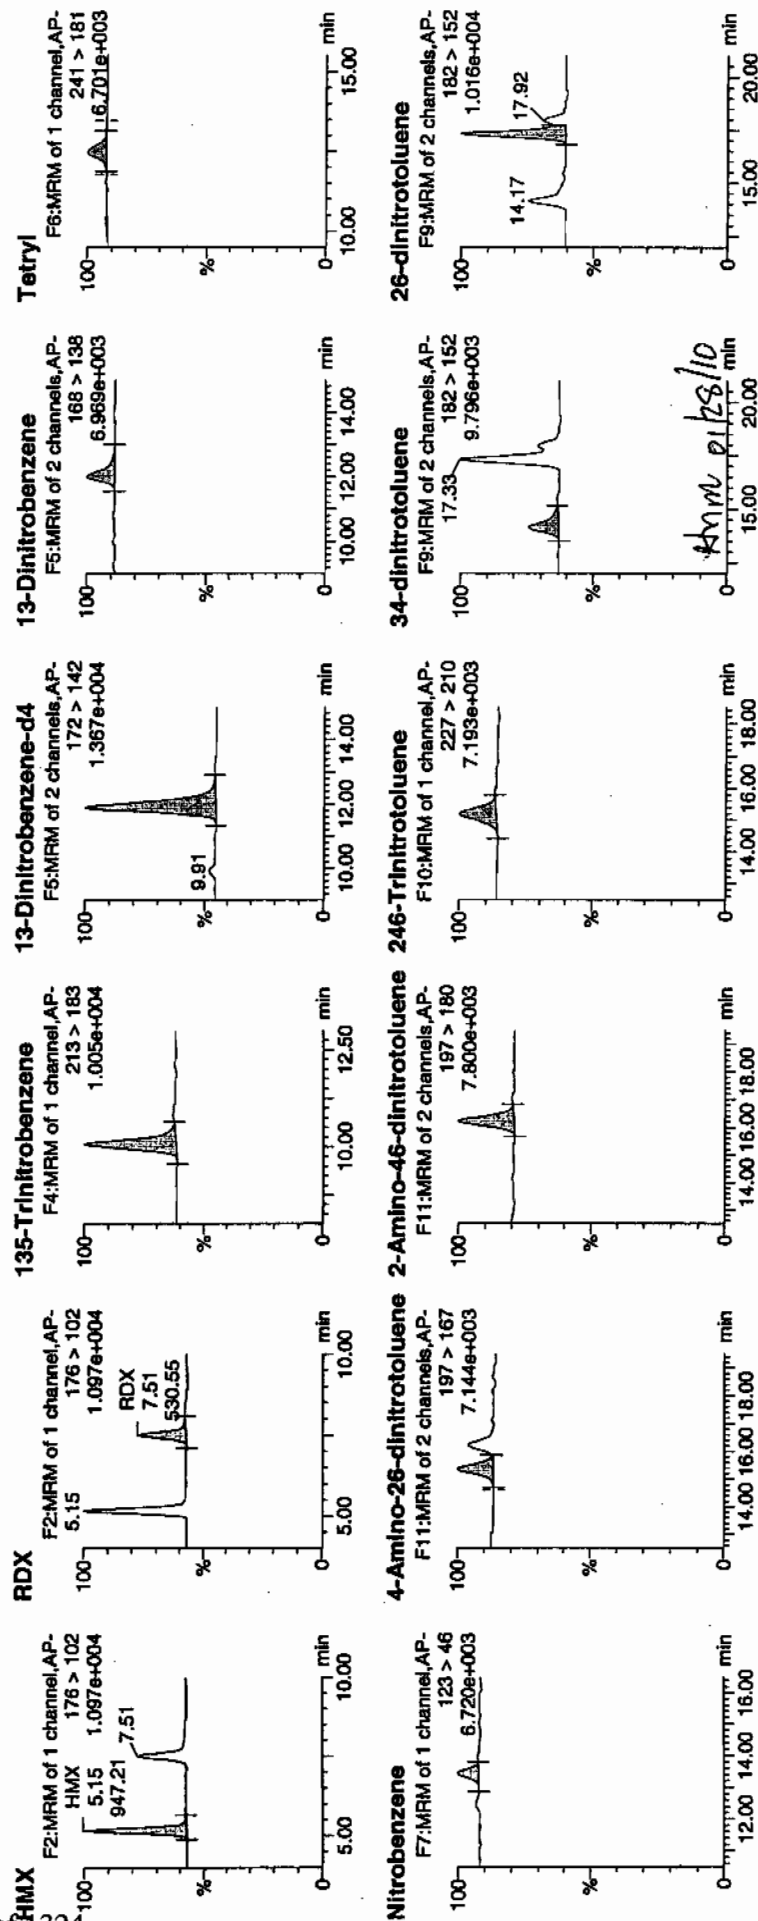 HMX
F2:MRM of 1 channel,AP-
HMX 176 > 102
5.15 1.097e+004
947.21
7.51
100
%
0
5.00 10.00 min
RDX
F2:MRM of 1 channel,AP-
5.15 176 > 102
1.097e+004
RDX
7.51
530.55
100
%
0
5.00 10.00 min
135-Trinitrobenzene
F4:MRM of 1 channel,AP-
213 > 183
1.005e+004
100
%
0
10.00 12.50 min
13-Dinitrobenzene-d4
F5:MRM of 2 channels,AP-
172 > 142
1.367e+004
9.91
100
%
0
10.00 12.00 14.00 min
13-Dinitrobenzene
F5:MRM of 2 channels,AP-
168 > 138
6.969e+003
100
%
0
10.00 12.00 14.00 min
Tetryl
F6:MRM of 1 channel,AP-
241 > 181
6.701e+003
100
%
0
10.00 15.00 min
Nitrobenzene
F7:MRM of 1 channel,AP-
123 > 46
6.720e+003
100
%
0
12.00 14.00 16.00 min
4-Amino-26-dinitrotoluene
F11:MRM of 2 channels,AP-
197 > 167
7.144e+003
100
%
0
14.00 16.00 18.00 min
2-Amino-46-dinitrotoluene
F11:MRM of 2 channels,AP-
197 > 180
7.800e+003
100
%
0
14.00 16.00 18.00 min
246-Trinitrotoluene
F10:MRM of 1 channel,AP-
227 > 210
7.193e+003
100
%
0
14.00 16.00 18.00 min
34-dinitrotoluene
F9:MRM of 2 channels,AP-
17.33 182 > 152
9.796e+003
100
%
0
15.00 20.00 min
01/28/10
26-dinitrotoluene
F9:MRM of 2 channels,AP-
182 > 152
1.016e+004
14.17
17.92
100
%
0
15.00 20.00 min